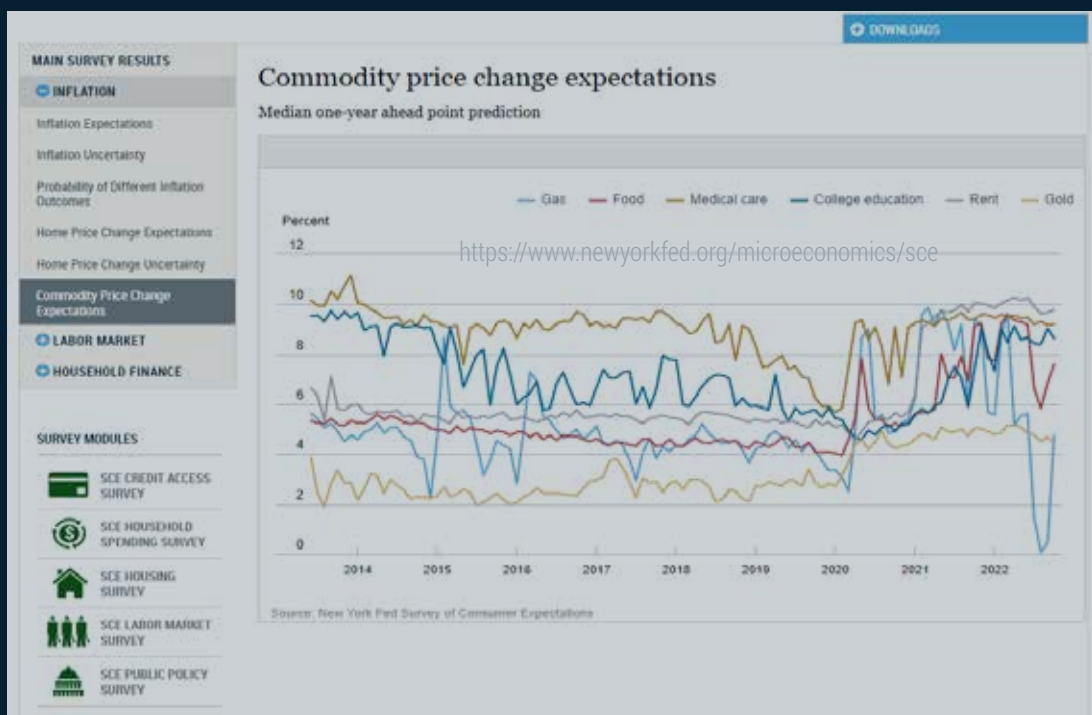 DOWNLOADS
MAIN SURVEY RESULTS
INFLATION
Inflation Expectations
Inflation Uncertainty
Probability of Different Inflation
Outcomes
Home Price Change Expectations
Home Price Change Uncertainty
Commodity Price Change
Expectations
LABOR MARKET
HOUSEHOLD FINANCE
SURVEY MODULES
SCE CREDIT ACCESS
SURVEY
SCE HOUSEHOLD
SPENDING SURVEY
SCE HOUSING
SURVEY
SCE LABOR MARKET
SURVEY
SCE PUBLIC POLICY
SURVEY
Commodity price change expectations
Median one-year ahead point prediction
Gas Food Medical care College education Rent Gold
Percent
https://www.newyorkfed.org/microeconomics/sce
12
10
8
6
4
2
0
2014 2015 2016 2017 2018 2019 2020 2021 2022
Source: New York Fed Survey of Consumer Expectations